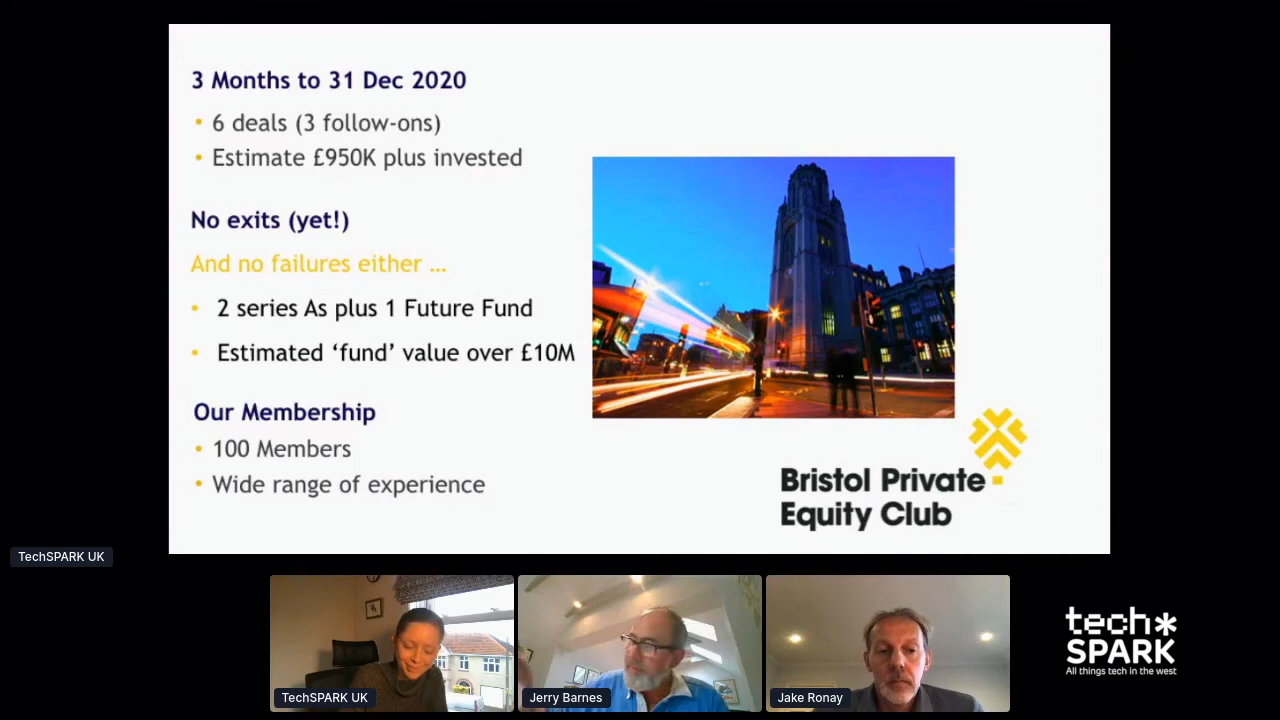 3 Months to 31 Dec 2020
• 6 deals (3 follow-ons)
• Estimate £950K plus invested
No exits (yet!)
And no failures either ...
• 2 series As plus 1 Future Fund
• Estimated ‘fund’ value over £10M
Our Membership
• 100 Members
• Wide range of experience
Bristol Private
Equity Club
TechSPARK UK
TechSPARK UK
Jerry Barnes
Jake Ronay
tech
SPARK
All things tech in the west